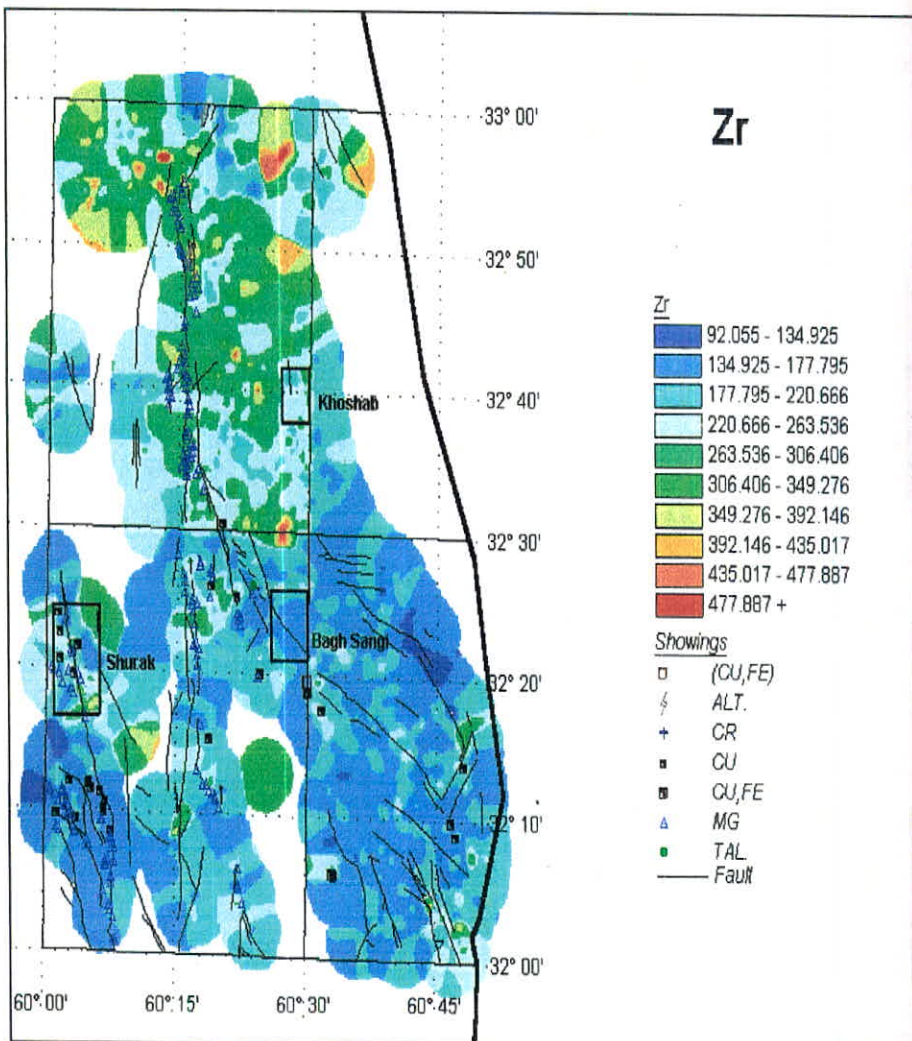 Zr
33° 00'
32° 50'
32° 40'
Khoshab
32° 30'
Shurak
Bagh Sangi
32° 20'
32° 10'
32° 00'
60° 00'
60° 15'
60° 30'
60° 45'
Zr
92.055 - 134.925
134.925 - 177.795
177.795 - 220.666
220.666 - 263.536
263.536 - 306.406
306.406 - 349.276
349.276 - 392.146
392.146 - 435.017
435.017 - 477.887
477.887 +
Showings
(CU,FE)
ALT.
CR
CU
CU,FE
MG
TAL.
Fault